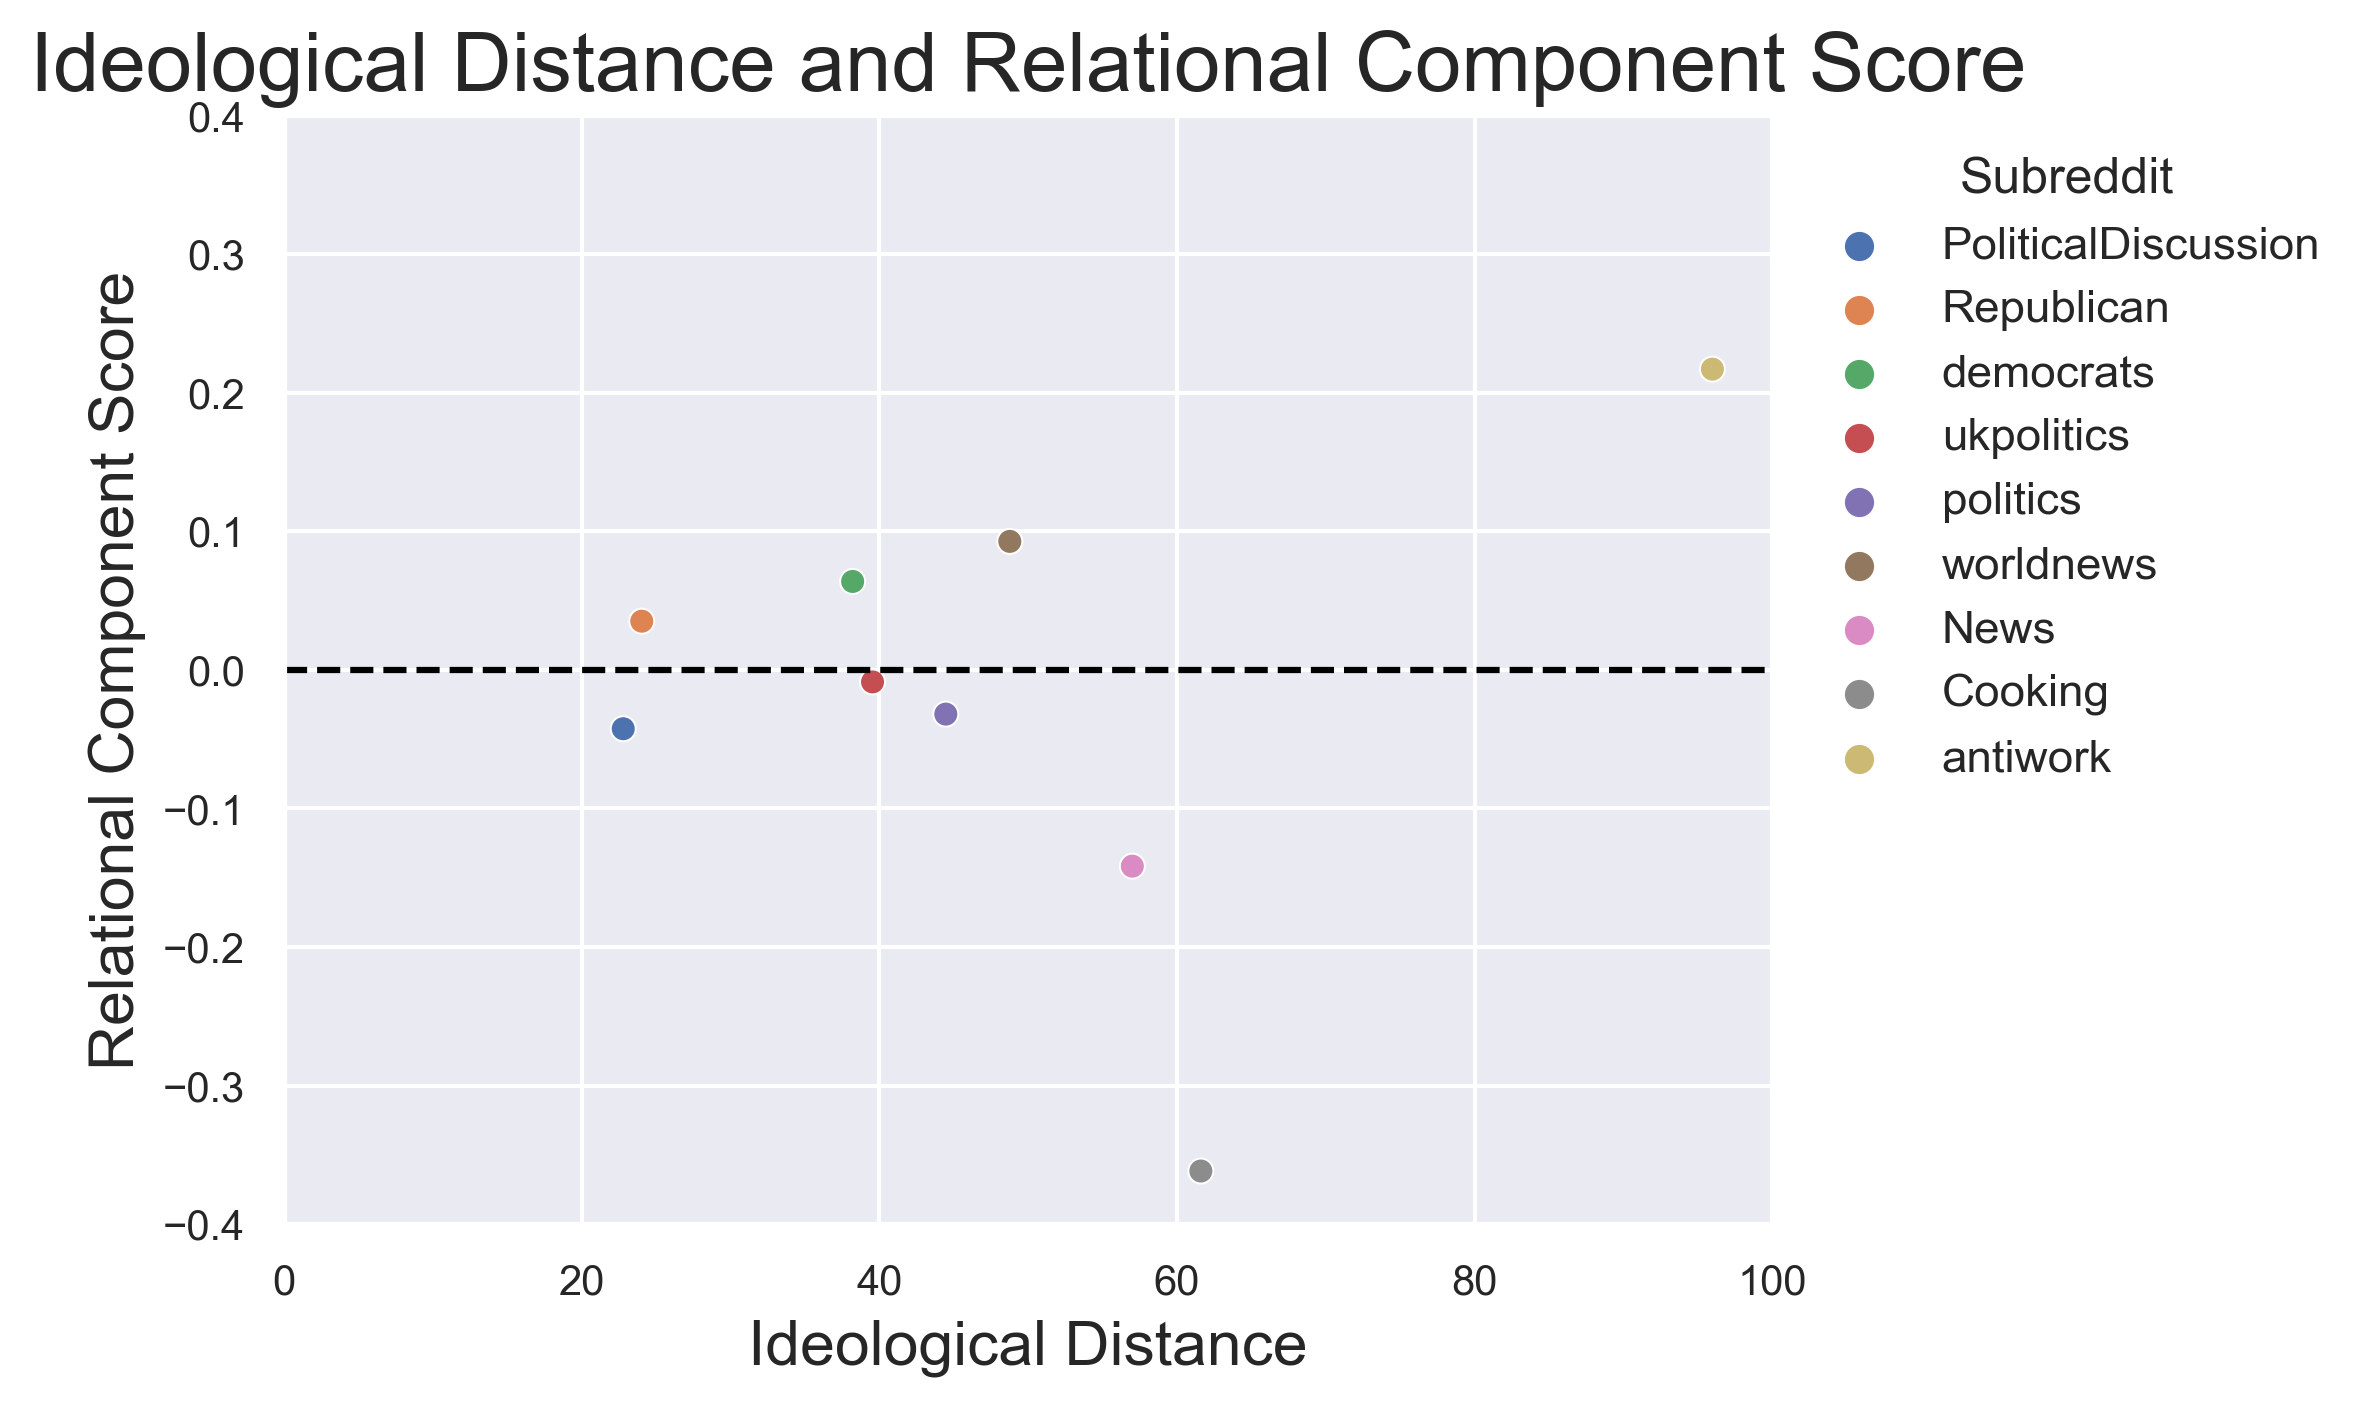 Ideological Distance and Relational Component Score
0.4
0.3
0.2
0.1
0.0
−0.1
−0.2
−0.3
−0.4
Relational Component Score
0 20 40 60 80 100
Ideological Distance
Subreddit
PoliticalDiscussion
Republican
democrats
ukpolitics
politics
worldnews
News
Cooking
antiwork